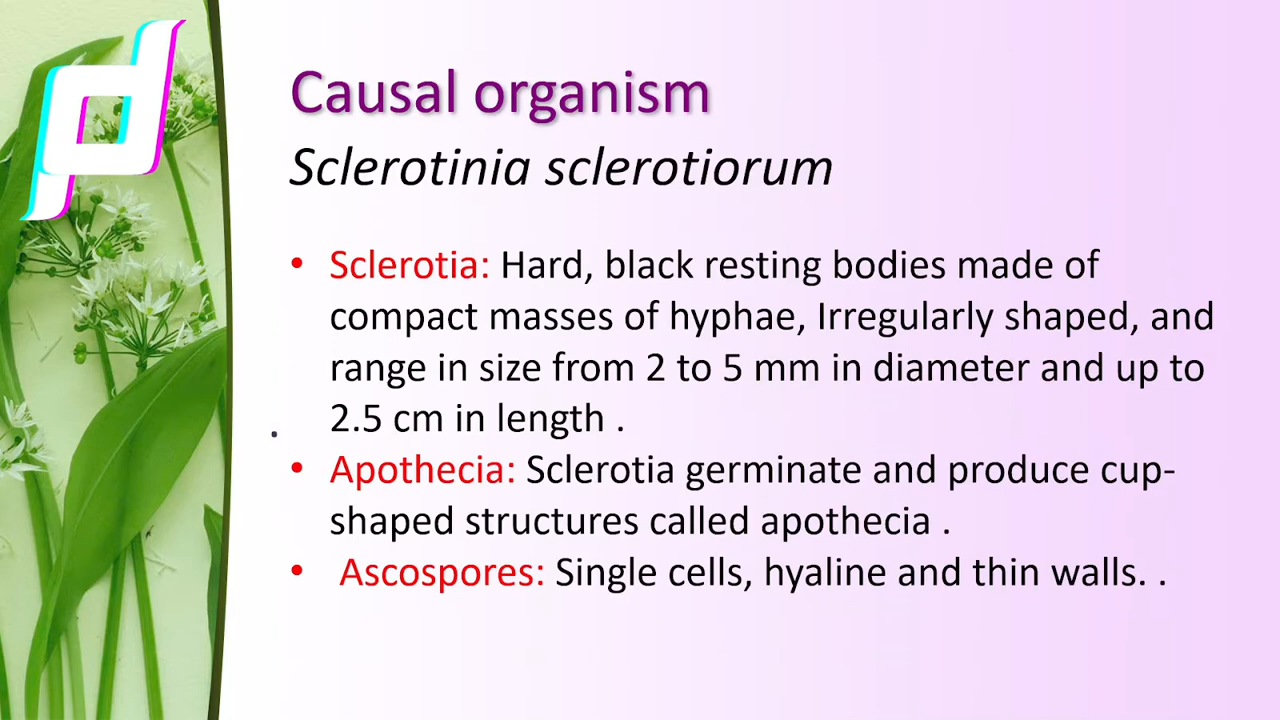 Causal organism
Sclerotinia sclerotiorum
• Sclerotia: Hard, black resting bodies made of
compact masses of hyphae, Irregularly shaped, and
range in size from 2 to 5 mm in diameter and up to
2.5 cm in length .
.
• Apothecia: Sclerotia germinate and produce cup-
shaped structures called apothecia .
• Ascospores: Single cells, hyaline and thin walls. .